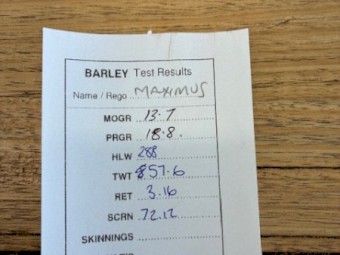 BARLEY Test Results
Name / Rego MAXIMUS
MOGR 13.7
PRGR 18.8.
HLW 288
TWT 857.6
RET 3.16
SCRN 72.12
SKINNINGS